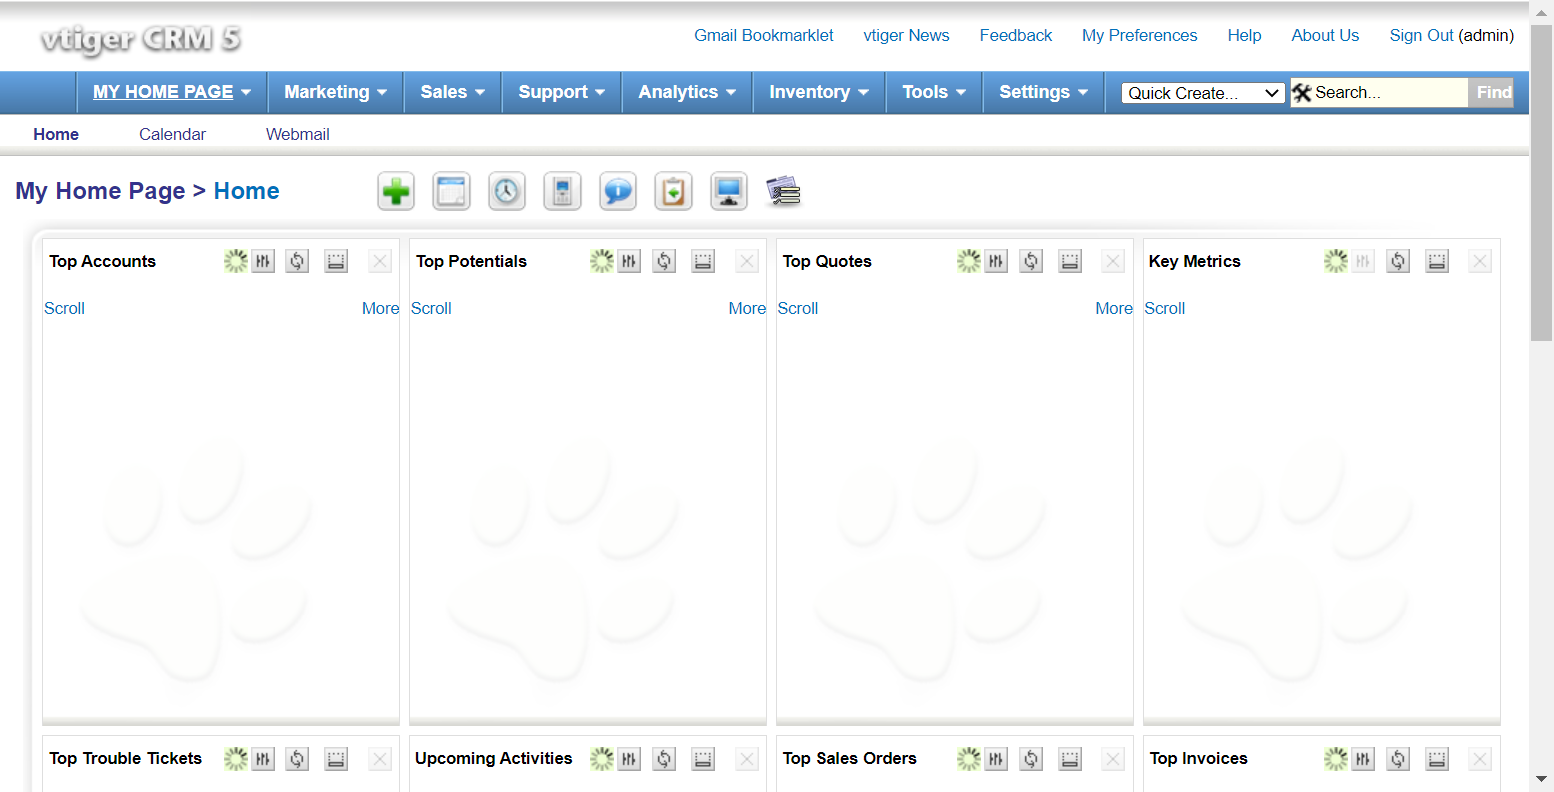 vtiger CRM 5
Gmail Bookmarklet vtiger News Feedback My Preferences Help About Us Sign Out (admin)
MY HOME PAGE Marketing Sales Support Analytics Inventory Tools Settings Quick Create... Search... Find
Home Calendar Webmail
My Home Page > Home
Top Accounts Top Potentials Top Quotes Key Metrics
Scroll More Scroll More Scroll More Scroll
Top Trouble Tickets Upcoming Activities Top Sales Orders Top Invoices